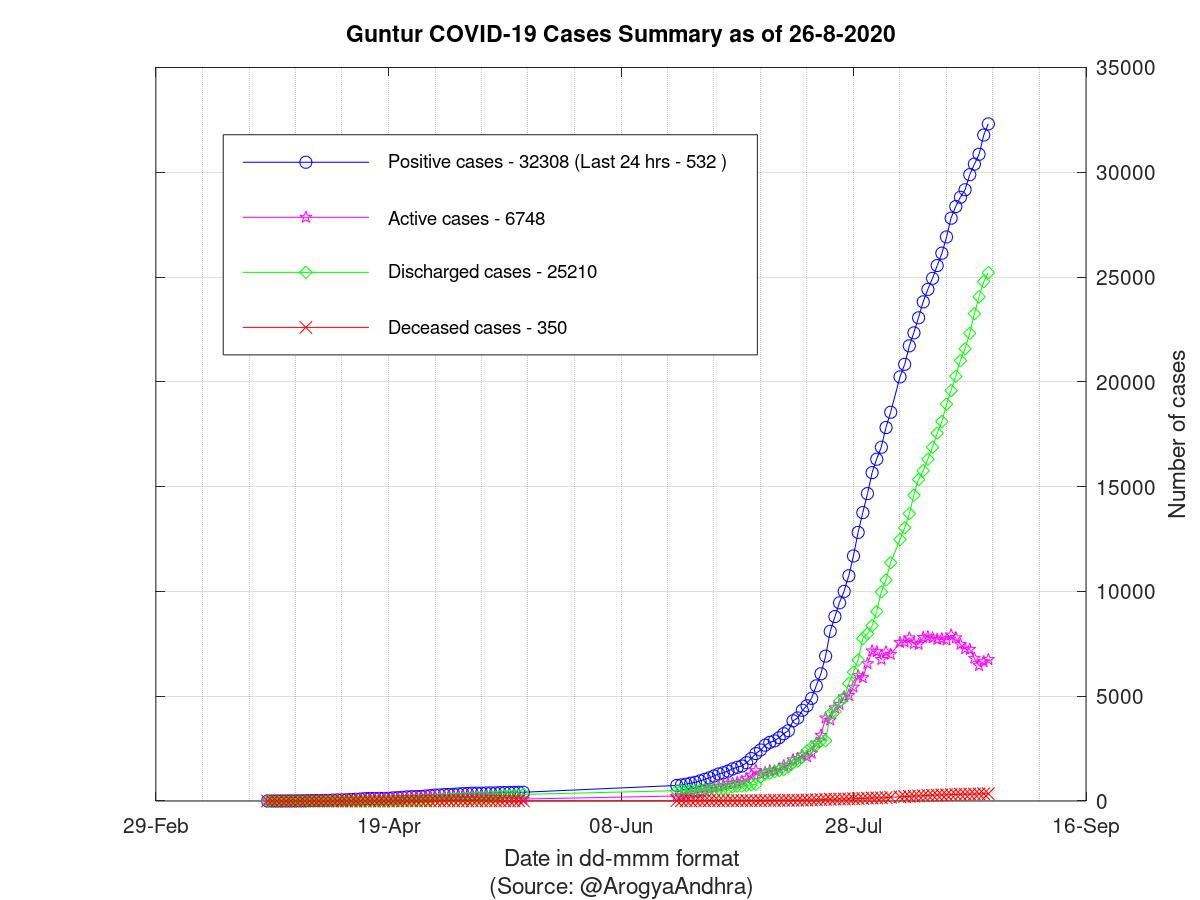 Guntur COVID-19 Cases Summary as of 26-8-2020
35000
Positive cases - 32308 (Last 24 hrs - 532 )
30000
Active cases - 6748
Discharged cases - 25210
25000
Deceased cases - 350
20000
Number of cases
15000
10000
5000
0
29-Feb 19-Apr 08-Jun 28-Jul 16-Sep
Date in dd-mmm format
(Source: @ArogyaAndhra)